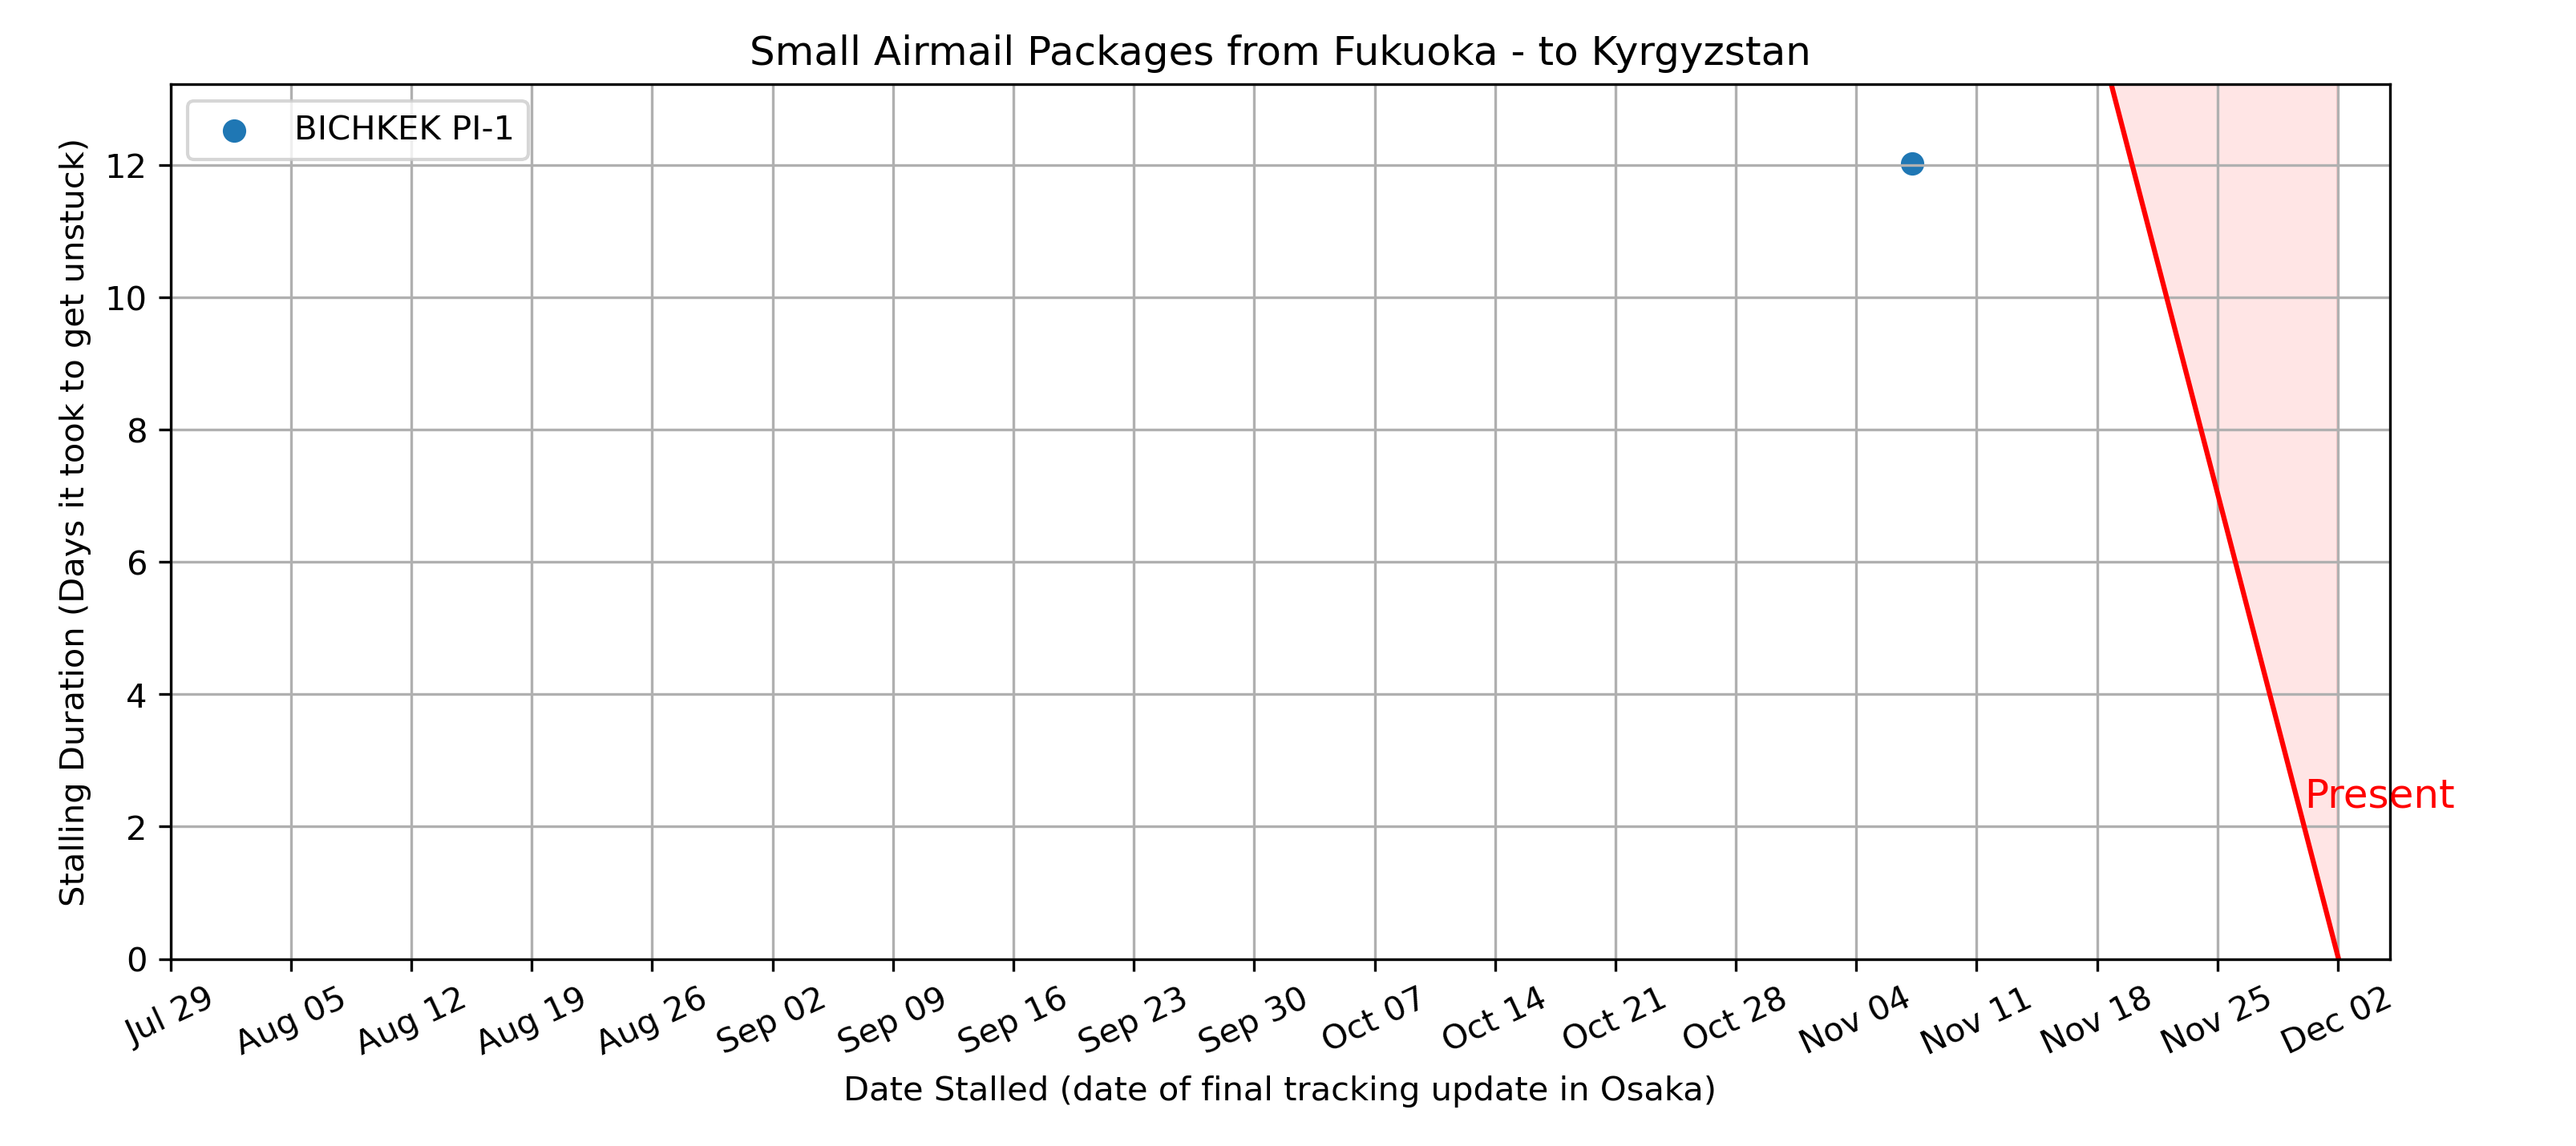 Small Airmail Packages from Fukuoka - to Kyrgyzstan
BICHKEK PI-1
Stalling Duration (Days it took to get unstuck)
12
10
8
6
4
2
0
Present
Jul 29
Aug 05
Aug 12
Aug 19
Aug 26
Sep 02
Sep 09
Sep 16
Sep 23
Sep 30
Oct 07
Oct 14
Oct 21
Oct 28
Nov 04
Nov 11
Nov 18
Nov 25
Dec 02
Date Stalled (date of final tracking update in Osaka)